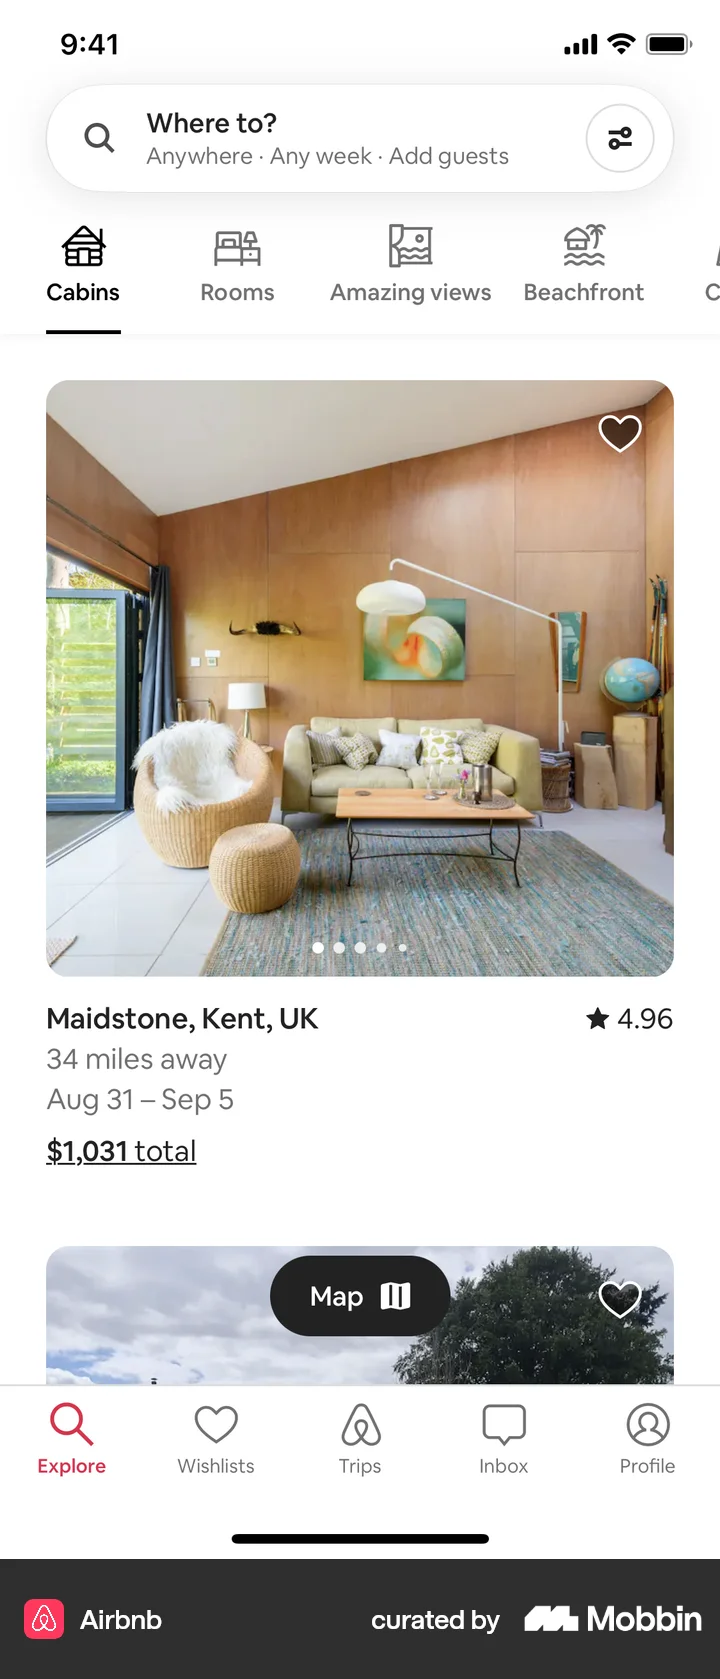 9:41
Where to?
Anywhere · Any week · Add guests
Cabins
Rooms
Amazing views
Beachfront
C
Maidstone, Kent, UK
★ 4.96
34 miles away
Aug 31 – Sep 5
$1,031 total
Map
Explore
Wishlists
Trips
Inbox
Profile
Airbnb
curated by Mobbin